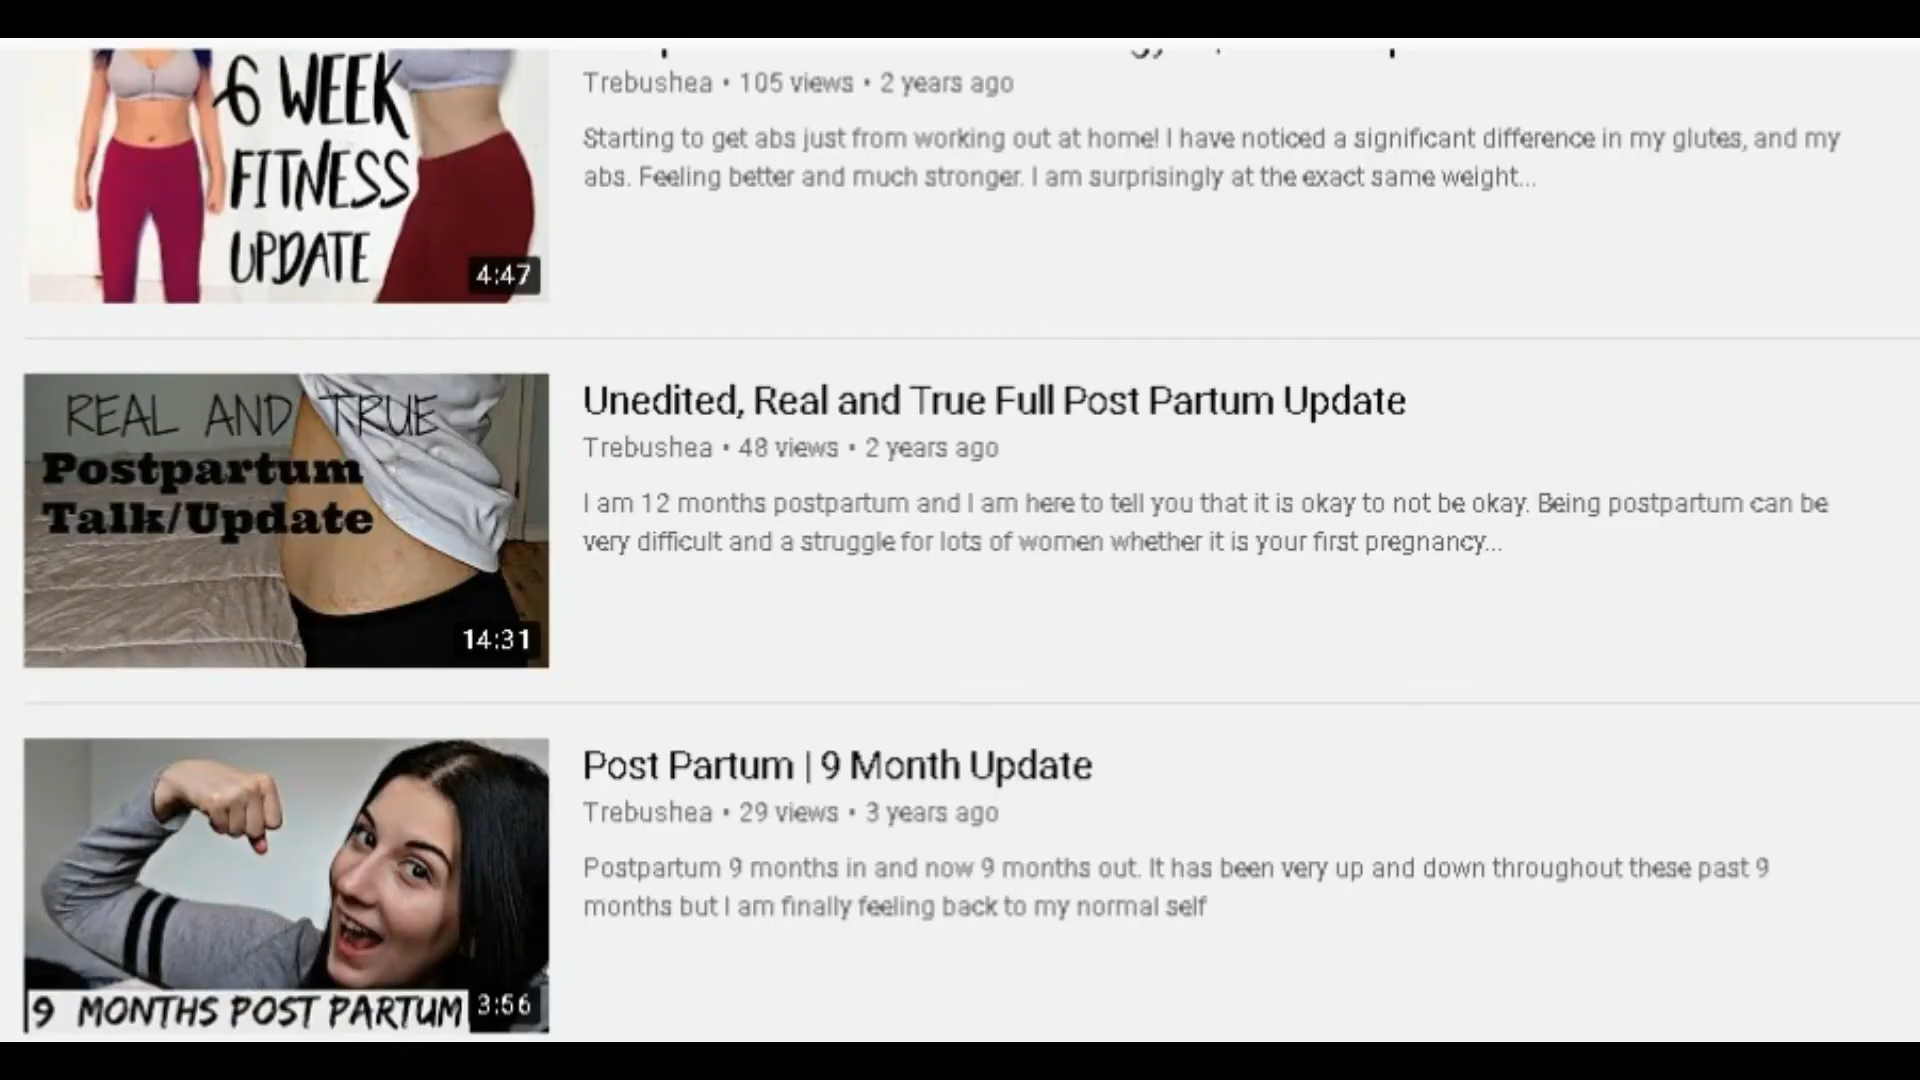 6 WEEK
FITNESS
UPDATE
4:47
Trebushea • 105 views • 2 years ago
Starting to get abs just from working out at home! I have noticed a significant difference in my glutes, and my
abs. Feeling better and much stronger. I am surprisingly at the exact same weight...
REAL AND TRUE
Postpartum
Talk/Update
14:31
Unedited, Real and True Full Post Partum Update
Trebushea • 48 views • 2 years ago
I am 12 months postpartum and I am here to tell you that it is okay to not be okay. Being postpartum can be
very difficult and a struggle for lots of women whether it is your first pregnancy...
9 MONTHS POST PARTUM
3:56
Post Partum | 9 Month Update
Trebushea • 29 views • 3 years ago
Postpartum 9 months in and now 9 months out. It has been very up and down throughout these past 9
months but I am finally feeling back to my normal self